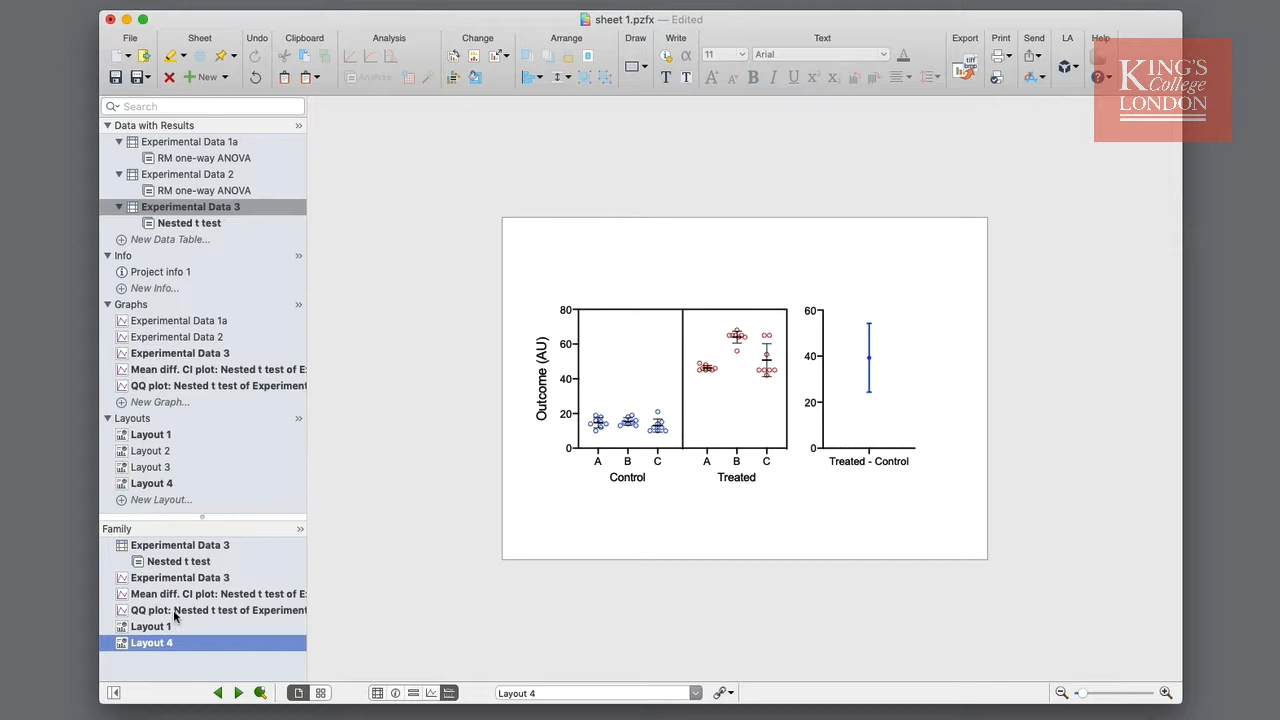 sheet 1.pzfx — Edited
File Sheet Undo Clipboard Analysis Change Arrange Draw Write Text Export Print Send LA Help
11 Arial
New
Analyze
tiff
bmp
KING'S
College
LONDON
Search
Data with Results
Experimental Data 1a
RM one-way ANOVA
Experimental Data 2
RM one-way ANOVA
Experimental Data 3
Nested t test
New Data Table...
Info
Project info 1
New Info...
Graphs
Experimental Data 1a
Experimental Data 2
Experimental Data 3
Mean diff. CI plot: Nested t test of E
QQ plot: Nested t test of Experiment
New Graph...
Layouts
Layout 1
Layout 2
Layout 3
Layout 4
New Layout...
Family
Experimental Data 3
Nested t test
Experimental Data 3
Mean diff. CI plot: Nested t test of E
QQ plot: Nested t test of Experiment
Layout 1
Layout 4
Outcome (AU)
80
60
40
20
0
A B C A B C
Control Treated
60
40
20
0
Treated - Control
Layout 4